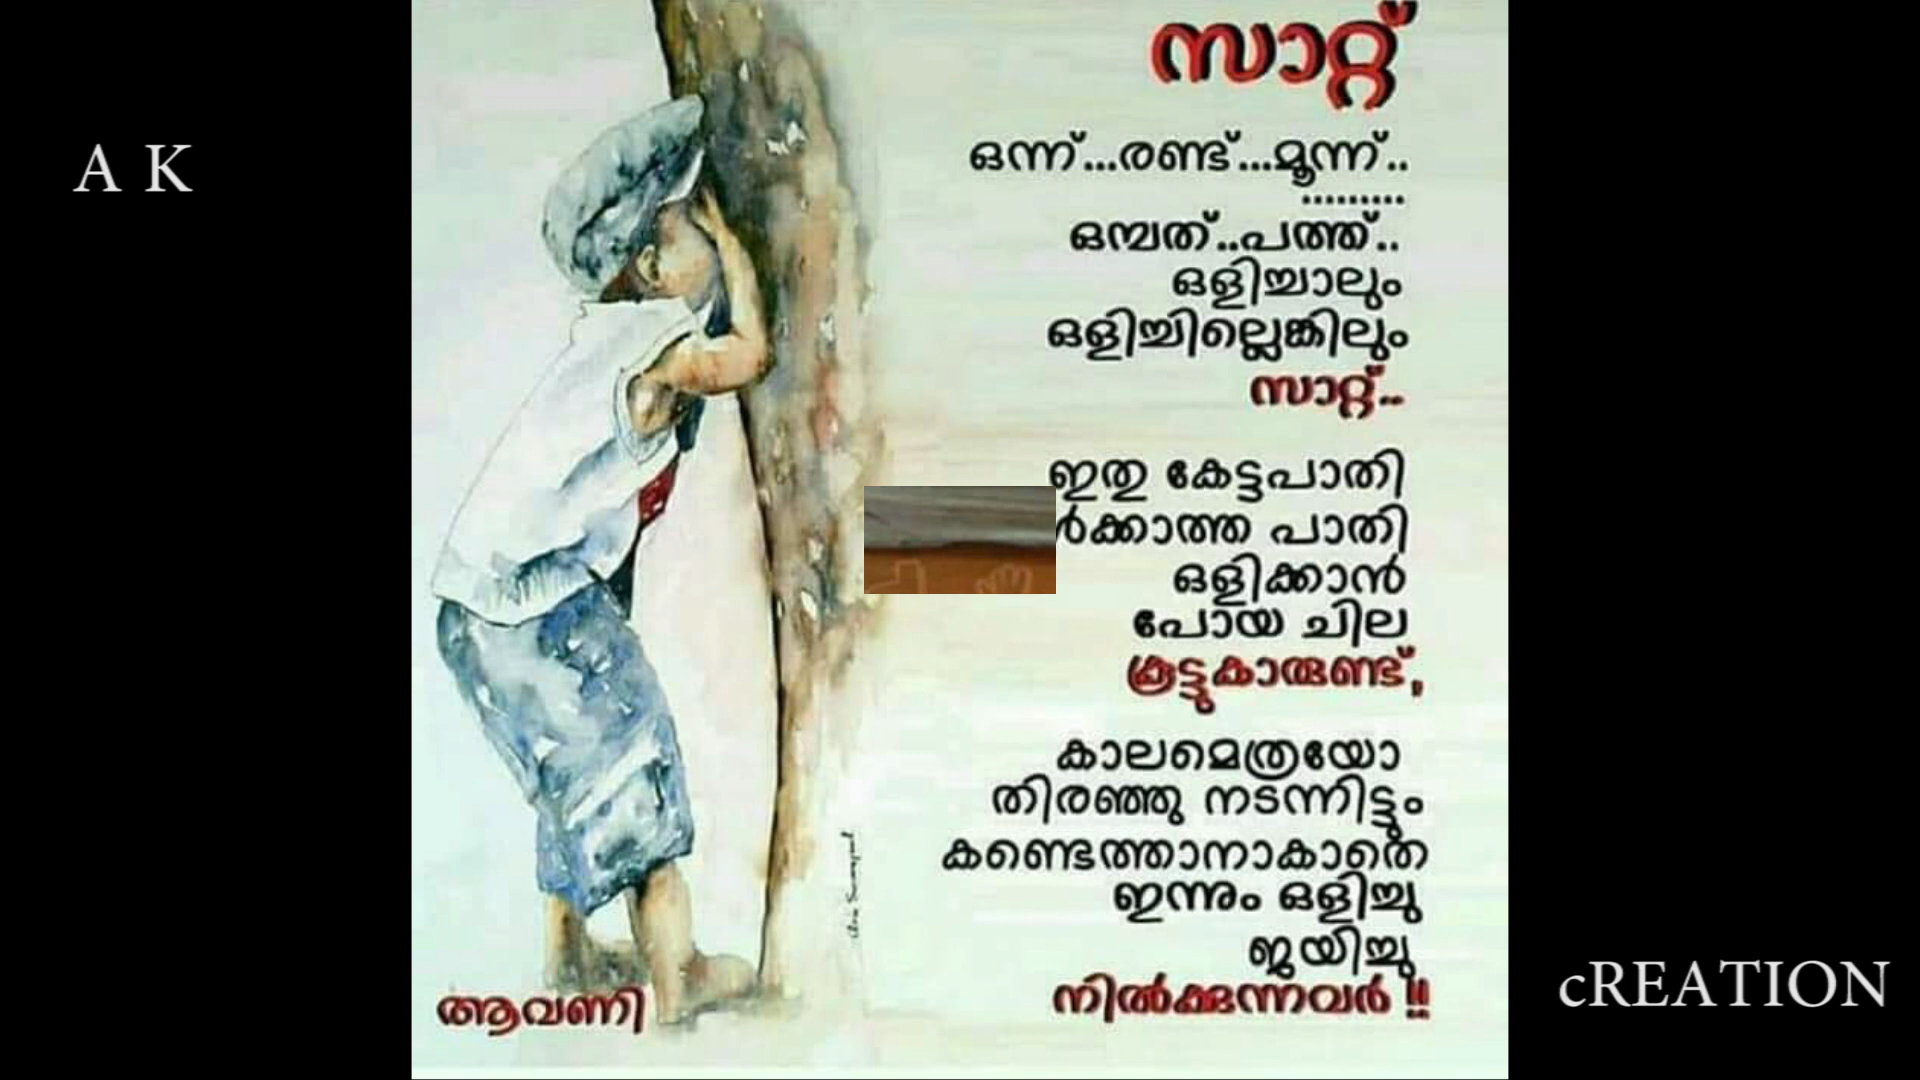 A K
സാറ്റ്
ഒന്ന്...രണ്ട്...മൂന്ന്..
.........
ഒമ്പത്..പത്ത്..
ഒളിച്ചാലും
ഒളിച്ചില്ലെങ്കിലും
സാറ്റ്..
ഇതു കേട്ടപാതി
പാതി
ഒളിക്കാൻ
പോയ ചില
കൂട്ടുകാരുണ്ട്,
കാലമെത്രയോ
തിരഞ്ഞു നടന്നിട്ടും
കണ്ടെത്താനാകാതെ
ഇന്നും ഒളിച്ചു
ജയിച്ചു
നിൽക്കുന്നവർ !!!
ആവണി
cREATION